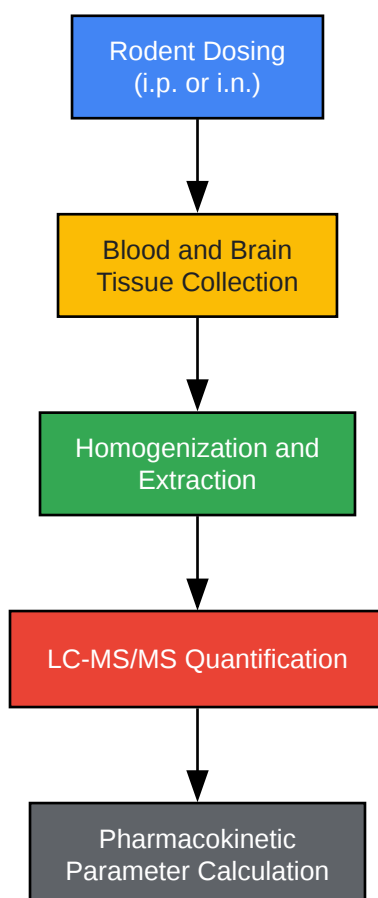 Rodent Dosing
(i.p. or i.n.)
Blood and Brain
Tissue Collection
Homogenization and
Extraction
LC-MS/MS Quantification
Pharmacokinetic
Parameter Calculation